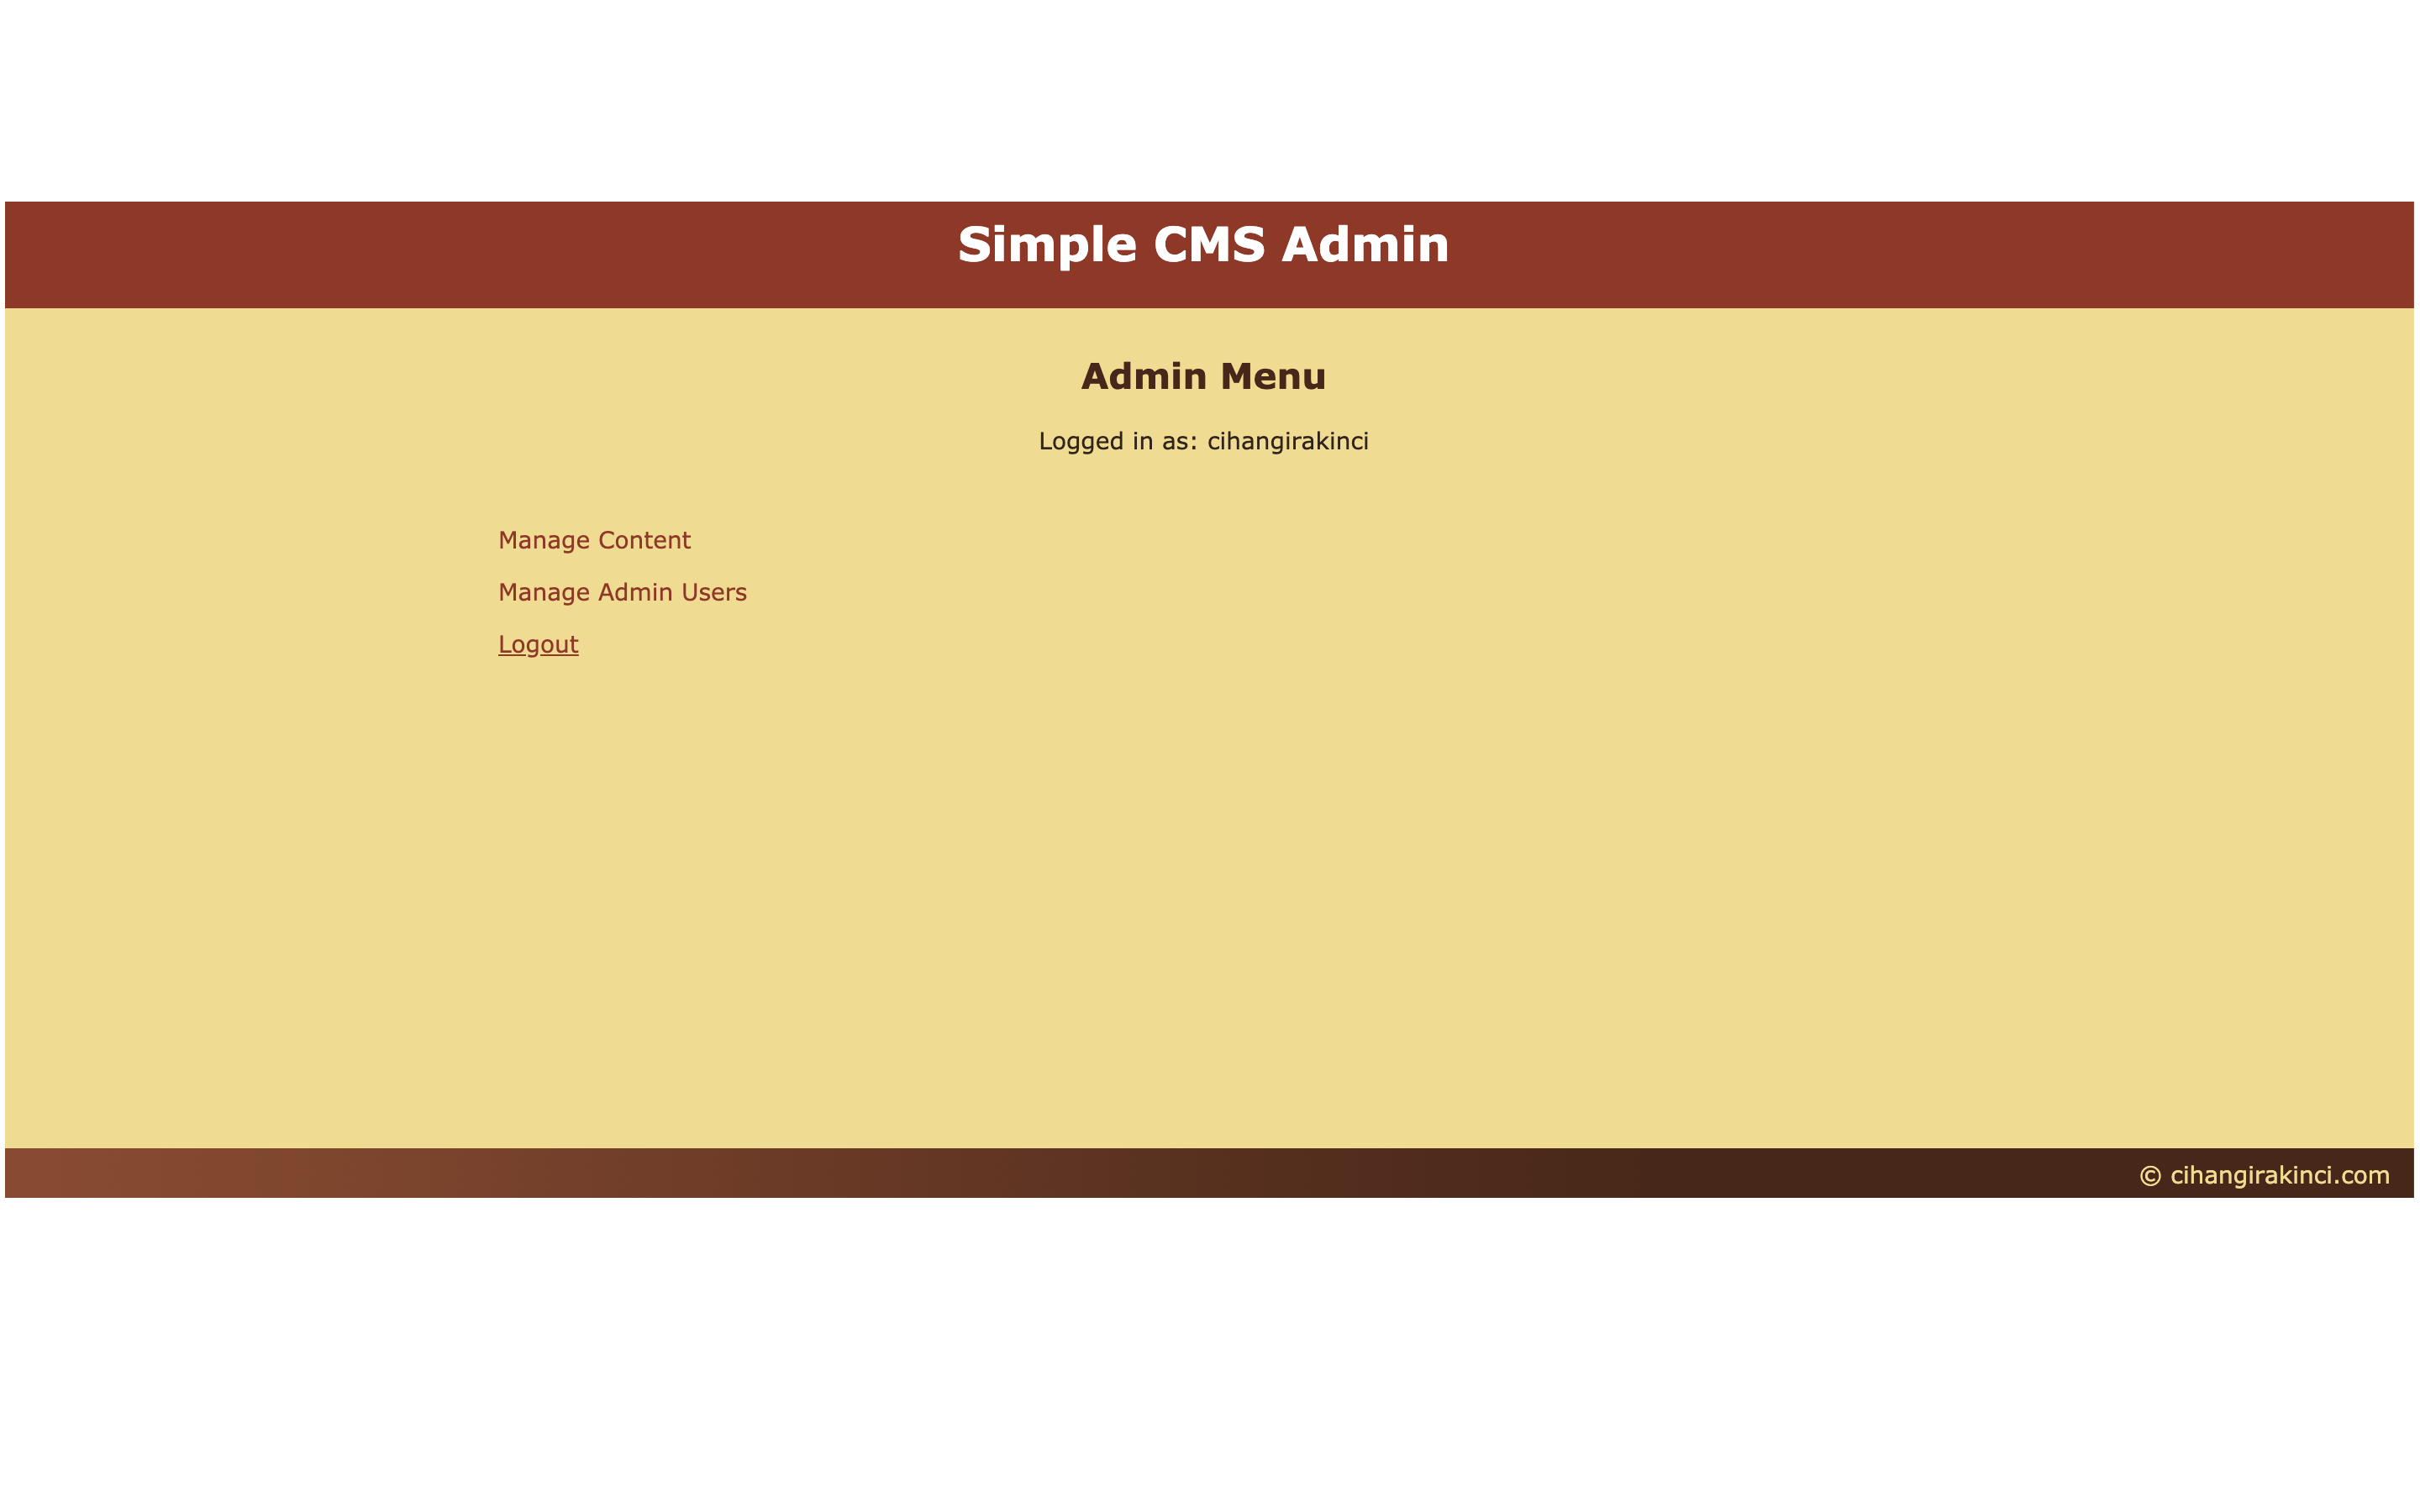 Simple CMS Admin
Admin Menu
Logged in as: cihangirakinci
Manage Content
Manage Admin Users
Logout
© cihangirakinci.com